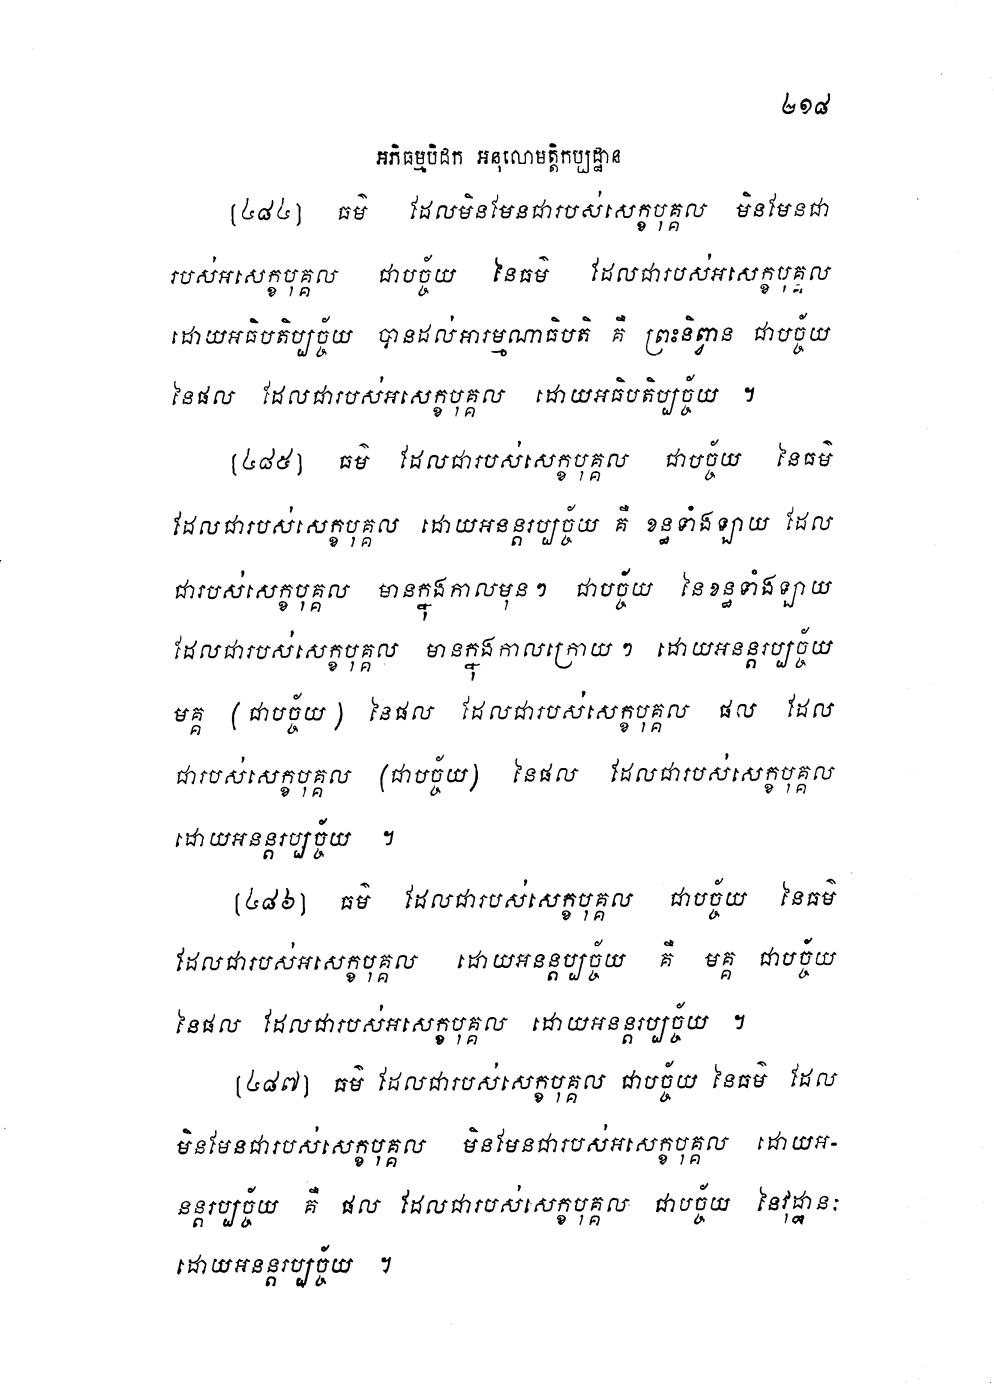 ២១៨
អភិធម្មបិដក អនុលោមត្តិកប្បដ្ឋាន
(៤៨៤) ធម៌ ដែលមិនមែនជារបស់សេក្ខបុគ្គល មិនមែនជា
របស់អសេក្ខបុគ្គល ជាបច្ច័យ នៃធម៌ ដែលជារបស់អសេក្ខបុគ្គល
ដោយអធិបតិប្បច្ច័យ បានដល់អារម្មណាធិបតិ គឺ ព្រះនិព្វាន ជាបច្ច័យ
នៃផល ដែលជារបស់អសេក្ខបុគ្គល ដោយអធិបតិប្បច្ច័យ ។
(៤៨៥) ធម៌ ដែលជារបស់សេក្ខបុគ្គល ជាបច្ច័យ នៃធម៌
ដែលជារបស់សេក្ខបុគ្គល ដោយអនន្តរប្បច្ច័យ គឺ ខន្ធទាំងឡាយ ដែល
ជារបស់សេក្ខបុគ្គល មានក្នុងកាលមុនៗ ជាបច្ច័យ នៃខន្ធទាំងឡាយ
ដែលជារបស់សេក្ខបុគ្គល មានក្នុងកាលក្រោយៗ ដោយអនន្តរប្បច្ច័យ
មគ្គ (ជាបច្ច័យ) នៃផល ដែលជារបស់សេក្ខបុគ្គល ផល ដែល
ជារបស់សេក្ខបុគ្គល (ជាបច្ច័យ) នៃផល ដែលជារបស់សេក្ខបុគ្គល
ដោយអនន្តរប្បច្ច័យ ។
(៤៨៦) ធម៌ ដែលជារបស់សេក្ខបុគ្គល ជាបច្ច័យ នៃធម៌
ដែលជារបស់អសេក្ខបុគ្គល ដោយអនន្តប្បច្ច័យ គឺ មគ្គ ជាបច្ច័យ
នៃផល ដែលជារបស់អសេក្ខបុគ្គល ដោយអនន្តរប្បច្ច័យ ។
(៤៨៧) ធម៌ ដែលជារបស់សេក្ខបុគ្គល ជាបច្ច័យ នៃធម៌ ដែល
មិនមែនជារបស់សេក្ខបុគ្គល មិនមែនជារបស់អសេក្ខបុគ្គល ដោយអ-
នន្តរប្បច្ច័យ គឺ ផល ដែលជារបស់សេក្ខបុគ្គល ជាបច្ច័យ នៃវុដ្ឋានៈ
ដោយអនន្តរប្បច្ច័យ ។